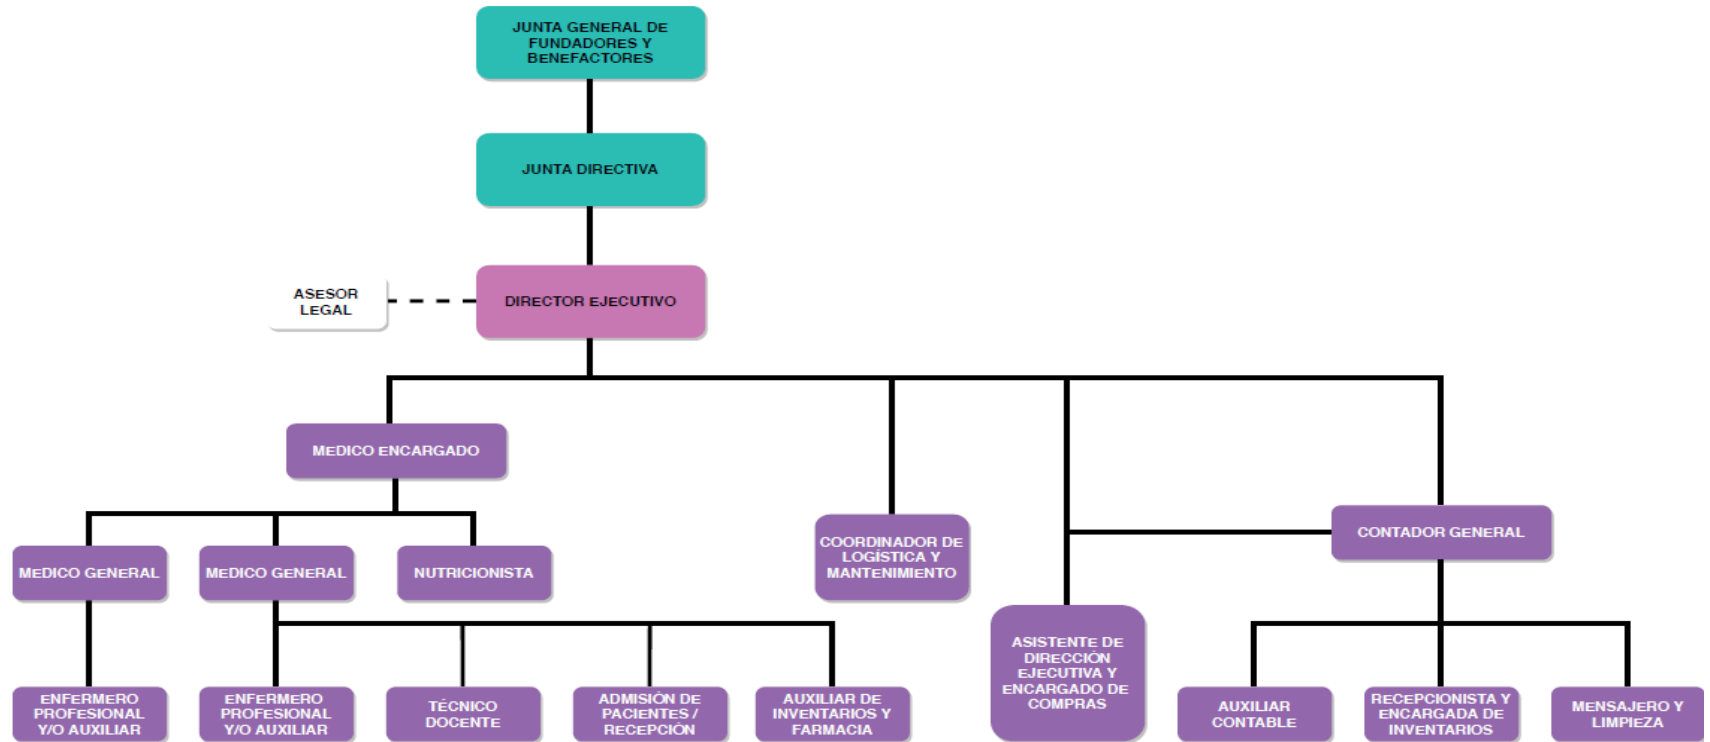 JUNTA GENERAL DE
FUNDADORES Y
BENEFACTORES
JUNTA DIRECTIVA
ASESOR
LEGAL
DIRECTOR EJECUTIVO
MEDICO ENCARGADO
MEDICO GENERAL
MEDICO GENERAL
NUTRICIONISTA
COORDINADOR DE
LOGÍSTICA Y
MANTENIMIENTO
CONTADOR GENERAL
ENFERMERO
PROFESIONAL
Y/O AUXILIAR
ENFERMERO
PROFESIONAL
Y/O AUXILIAR
TÉCNICO
DOCENTE
ADMISIÓN DE
PACIENTES /
RECEPCIÓN
AUXILIAR DE
INVENTARIOS Y
FARMACIA
ASISTENTE DE
DIRECCIÓN
EJECUTIVA Y
ENCARGADO DE
COMPRAS
AUXILIAR
CONTABLE
RECEPCIONISTA Y
ENCARGADA DE
INVENTARIOS
MENSAJERO Y
LIMPIEZA